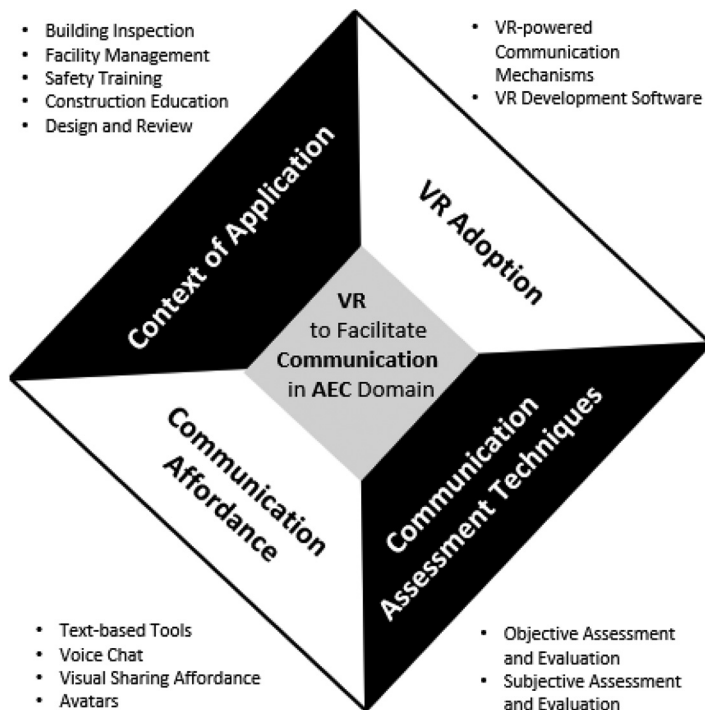 • Building Inspection
• Facility Management
• Safety Training
• Construction Education
• Design and Review
• VR-powered
Communication
Mechanisms
• VR Development Software
Context of Application
VR Adoption
VR
to Facilitate
Communication
in AEC Domain
Communication
Affordance
Communication
Assessment Techniques
• Text-based Tools
• Voice Chat
• Visual Sharing Affordance
• Avatars
• Objective Assessment
and Evaluation
• Subjective Assessment
and Evaluation